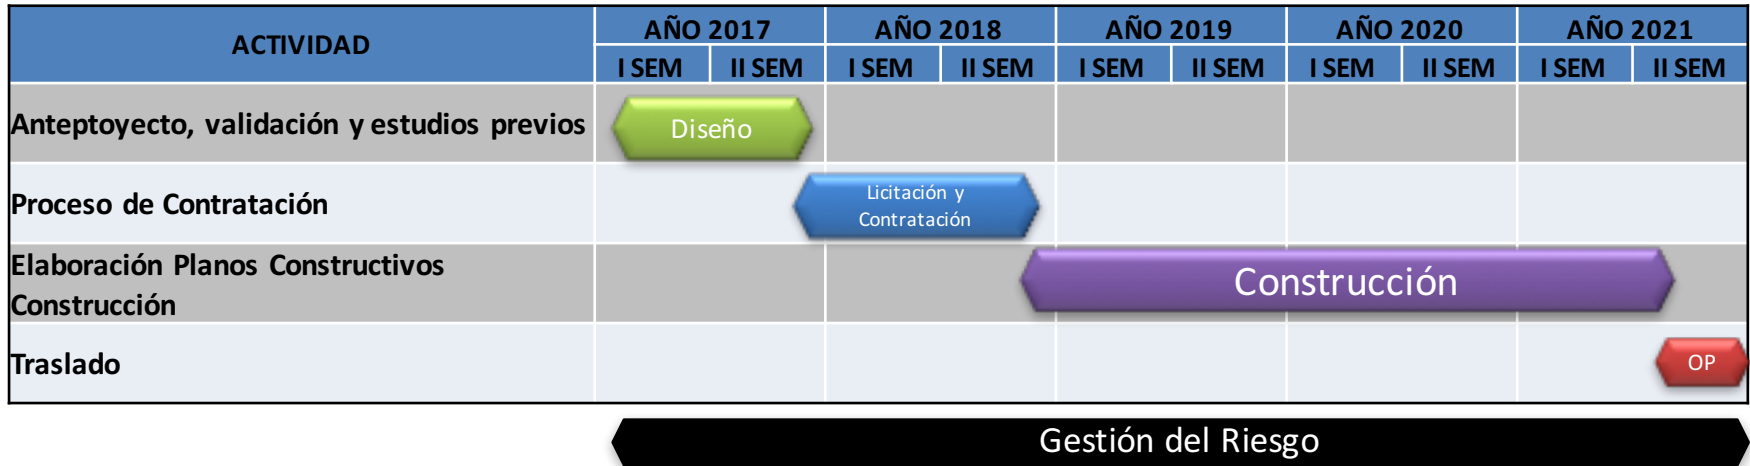 ACTIVIDAD
AÑO 2017 AÑO 2018 AÑO 2019 AÑO 2020 AÑO 2021
I SEM II SEM I SEM II SEM I SEM II SEM I SEM II SEM I SEM II SEM
Anteptoyecto, validación y estudios previos
Diseño
Proceso de Contratación
Licitación y
Contratación
Elaboración Planos Constructivos
Construcción
Construcción
Traslado
OP
Gestión del Riesgo